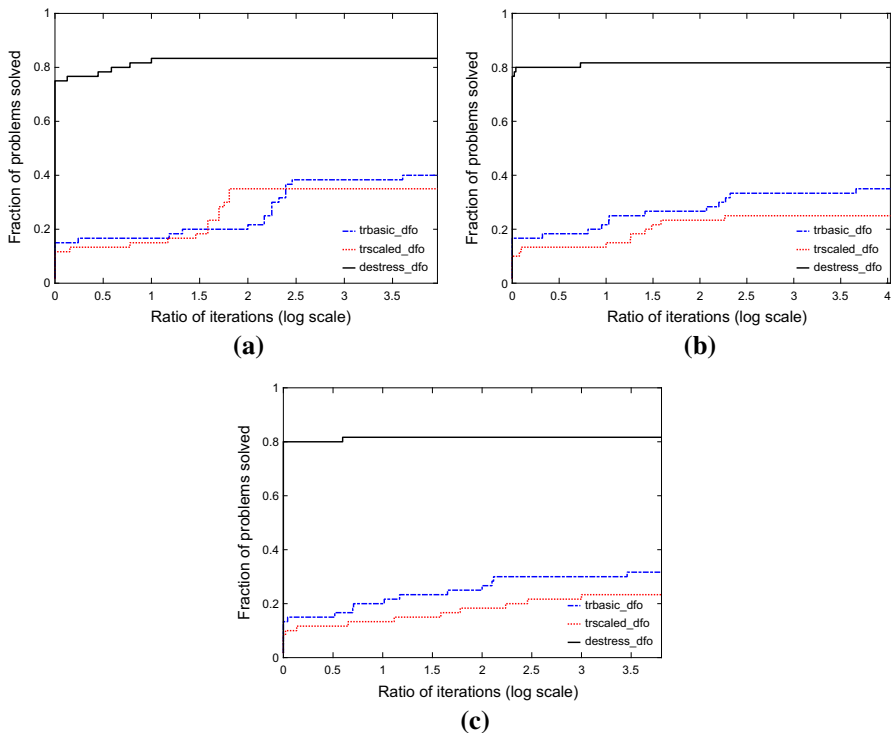 1
0.8
0.6
0.4
0.2
0
Fraction of problems solved
0 0.5 1 1.5 2 2.5 3 3.5
Ratio of iterations (log scale)
trbasic_dfo
trscaled_dfo
destress_dfo
(a)
1
0.8
0.6
0.4
0.2
0
Fraction of problems solved
0 0.5 1 1.5 2 2.5 3 3.5 4
Ratio of iterations (log scale)
trbasic_dfo
trscaled_dfo
destress_dfo
(b)
1
0.8
0.6
0.4
0.2
0
Fraction of problems solved
0 0.5 1 1.5 2 2.5 3 3.5
Ratio of iterations (log scale)
trbasic_dfo
trscaled_dfo
destress_dfo
(c)